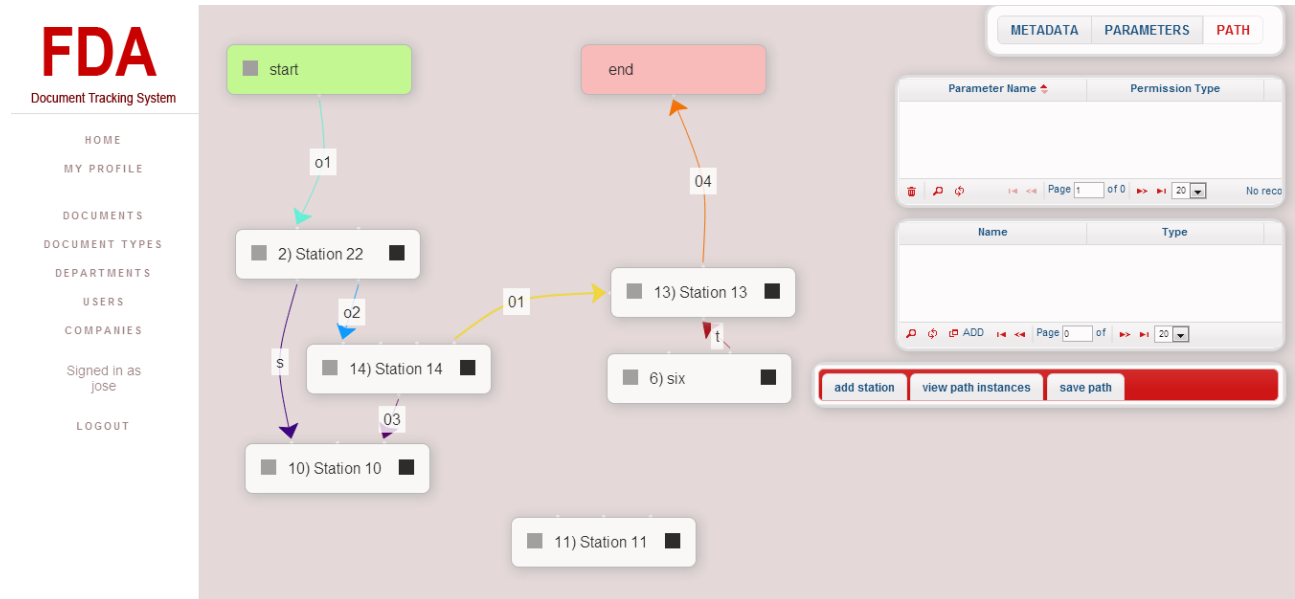 FDA
Document Tracking System
HOME
MY PROFILE
DOCUMENTS
DOCUMENT TYPES
DEPARTMENTS
USERS
COMPANIES
Signed in as
jose
LOGOUT
start
end
o1
04
2) Station 22
o2
01
13) Station 13
t
s
14) Station 14
6) six
03
10) Station 10
11) Station 11
METADATA PARAMETERS PATH
Parameter Name Permission Type
Page 1 of 0 20 No reco
Name Type
ADD Page 0 of 20
add station view path instances save path